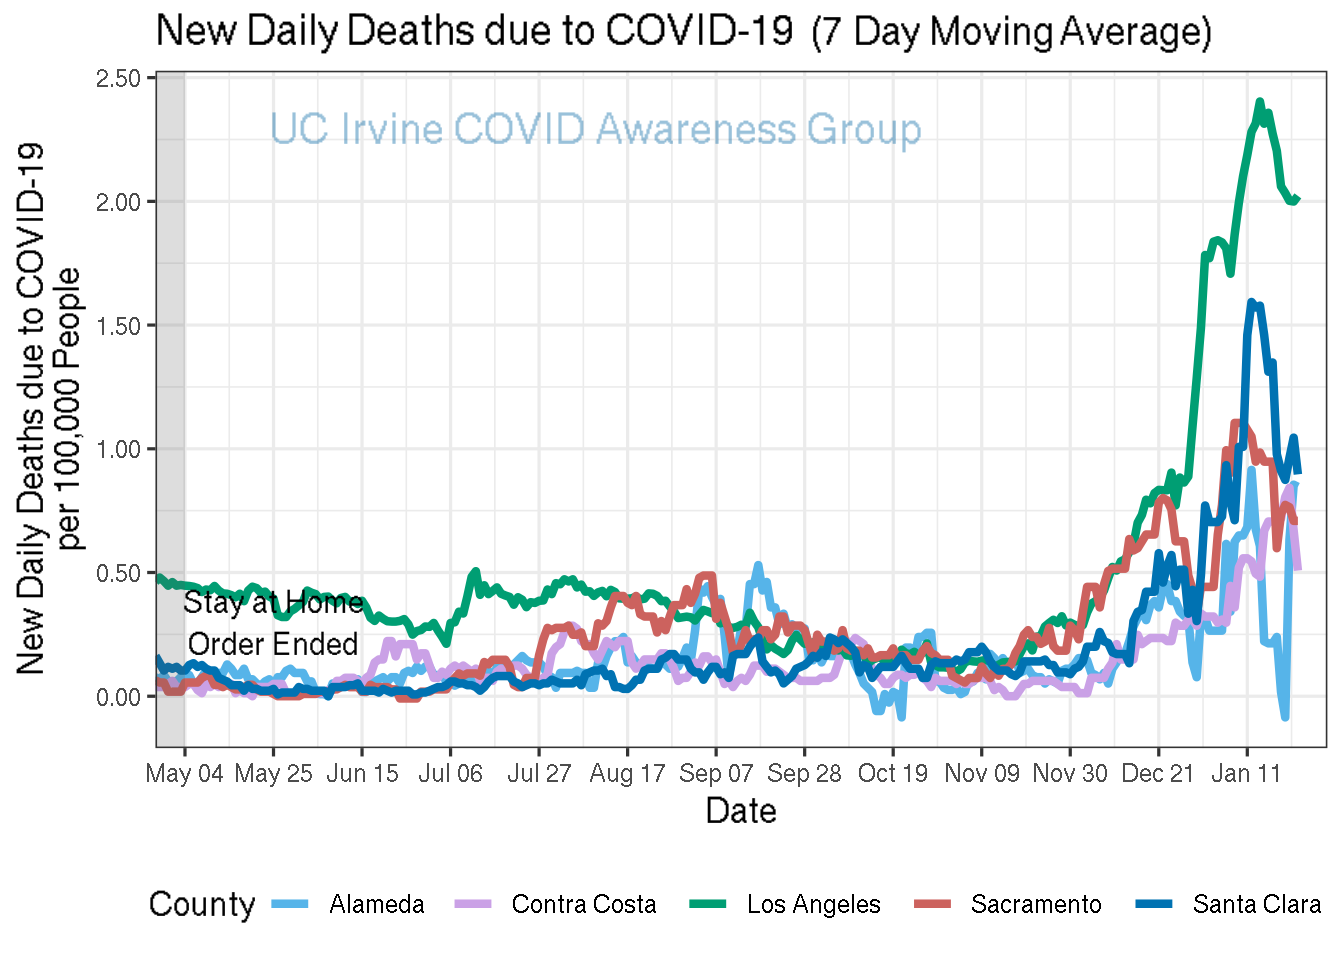 New Daily Deaths due to COVID-19 (7 Day Moving Average)
New Daily Deaths due to COVID-19
per 100,000 People
2.50
2.00
1.50
1.00
0.50
0.00
UC Irvine COVID Awareness Group
Stay at Home
Order Ended
May 04 May 25 Jun 15 Jul 06 Jul 27 Aug 17 Sep 07 Sep 28 Oct 19 Nov 09 Nov 30 Dec 21 Jan 11
Date
County Alameda Contra Costa Los Angeles Sacramento Santa Clara